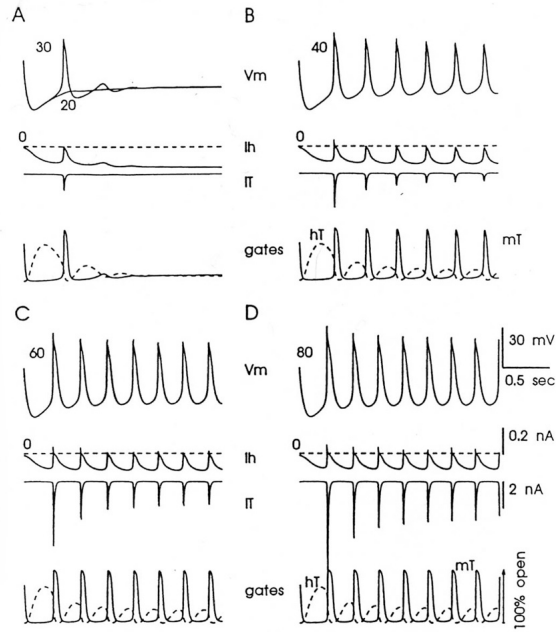 A
B
30
20
40
Vm
0
0
Ih
IT
hT
gates
mT
C
D
60
80
Vm
30 mV
0.5 sec
0
0
Ih
0.2 nA
IT
2 nA
hT
mT
gates
100% open